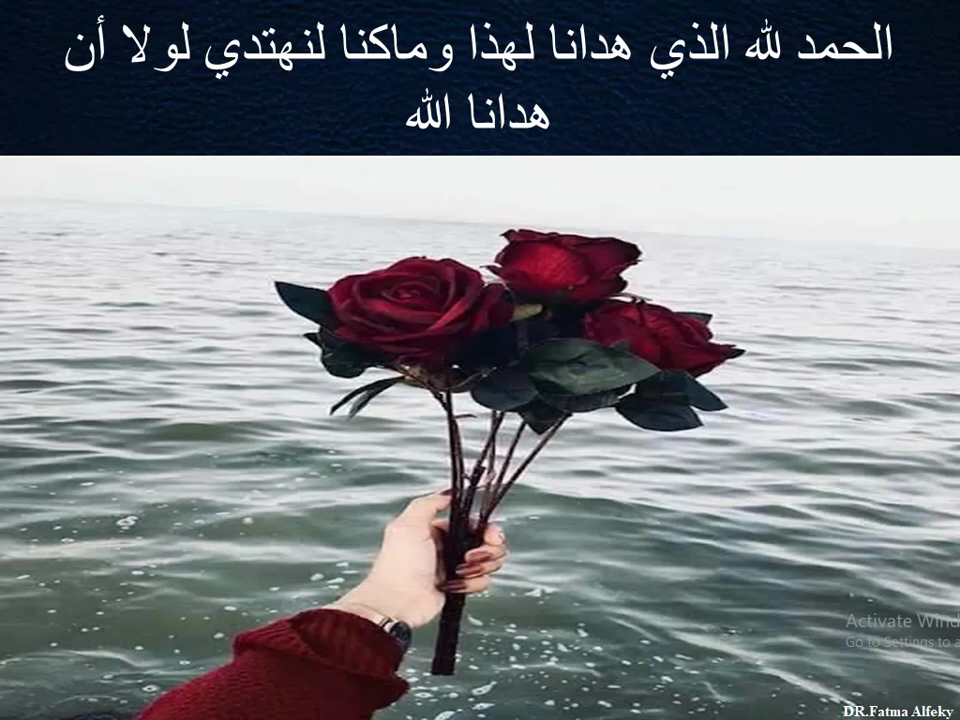 الحمد لله الذي هدانا لهذا وماكنا لنهتدي لولا أن
هدانا الله
Activate Wind
Go to Settings to a
DR.Fatma Alfeky